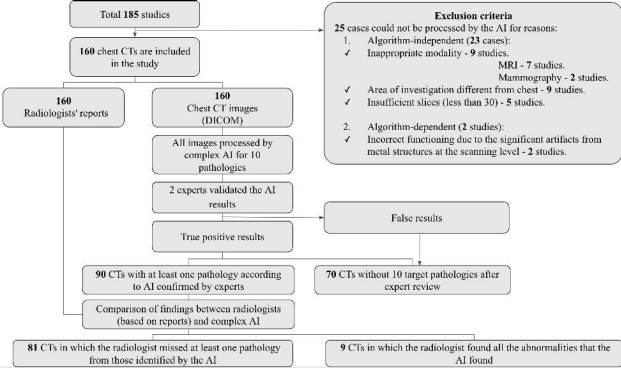 Total 185 studies
Exclusion criteria
25 cases could not be processed by the AI for reasons:
1. Algorithm-independent (23 cases):
✓ Inappropriate modality - 9 studies.
MRI - 7 studies.
Mammography - 2 studies.
✓ Area of investigation different from chest - 9 studies.
✓ Insufficient slices (less than 30) - 5 studies.
2. Algorithm-dependent (2 studies):
✓ Incorrect functioning due to the significant artifacts from
metal structures at the scanning level - 2 studies.
160 chest CTs are included
in the study
160
Radiologists' reports
160
Chest CT images
(DICOM)
All images processed by
complex AI for 10
pathologies
2 experts validated the AI
results
False results
True positive results
90 CTs with at least one pathology according
to AI confirmed by experts
70 CTs without 10 target pathologies after
expert review
Comparison of findings between radiologists
(based on reports) and complex AI
81 CTs in which the radiologist missed at least one pathology
from those identified by the AI
9 CTs in which the radiologist found all the abnormalities that the
AI found